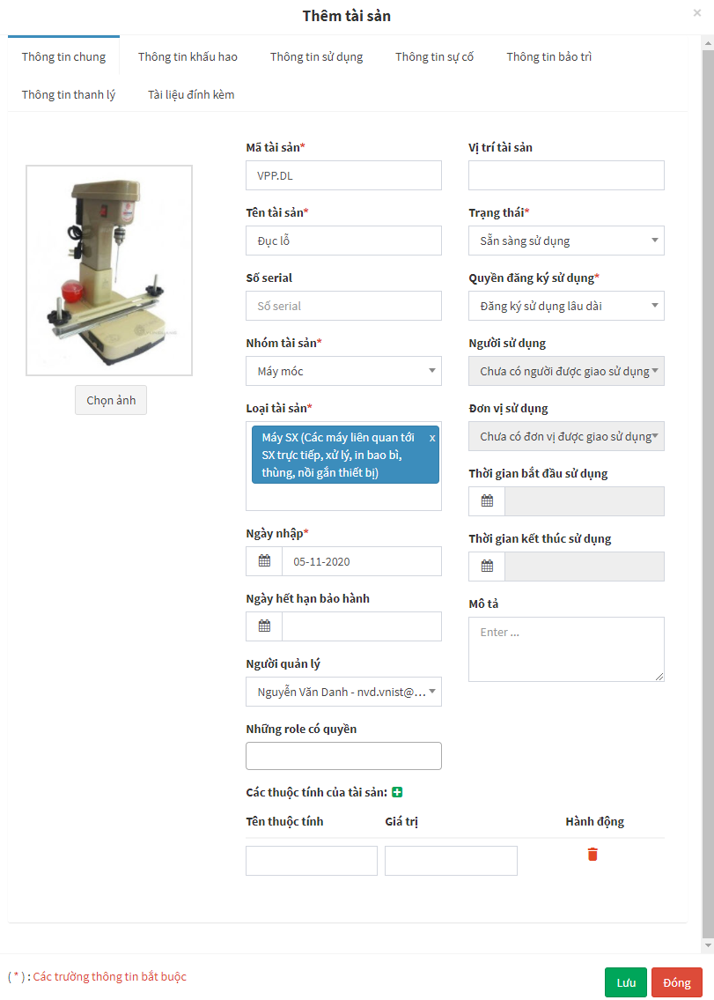 Thêm tài sản
×
Thông tin chung
Thông tin khấu hao
Thông tin sử dụng
Thông tin sự cố
Thông tin bảo trì
Thông tin thanh lý
Tài liệu đính kèm
Chọn ảnh
Mã tài sản*
VPP.DL
Tên tài sản*
Đục lỗ
Số serial
Số serial
Nhóm tài sản*
Máy móc
Loại tài sản*
Máy SX (Các máy liên quan tới x
SX trực tiếp, xử lý, in bao bì,
thùng, nồi gắn thiết bị)
Ngày nhập*
05-11-2020
Ngày hết hạn bảo hành
Người quản lý
Nguyễn Văn Danh - nvd.vnist@...
Những role có quyền
Vị trí tài sản
Trạng thái*
Sẵn sàng sử dụng
Quyền đăng ký sử dụng*
Đăng ký sử dụng lâu dài
Người sử dụng
Chưa có người được giao sử dụng
Đơn vị sử dụng
Chưa có đơn vị được giao sử dụng
Thời gian bắt đầu sử dụng
Thời gian kết thúc sử dụng
Mô tả
Enter ...
Các thuộc tính của tài sản:
Tên thuộc tính
Giá trị
Hành động
( * ) : Các trường thông tin bắt buộc
Lưu
Đóng